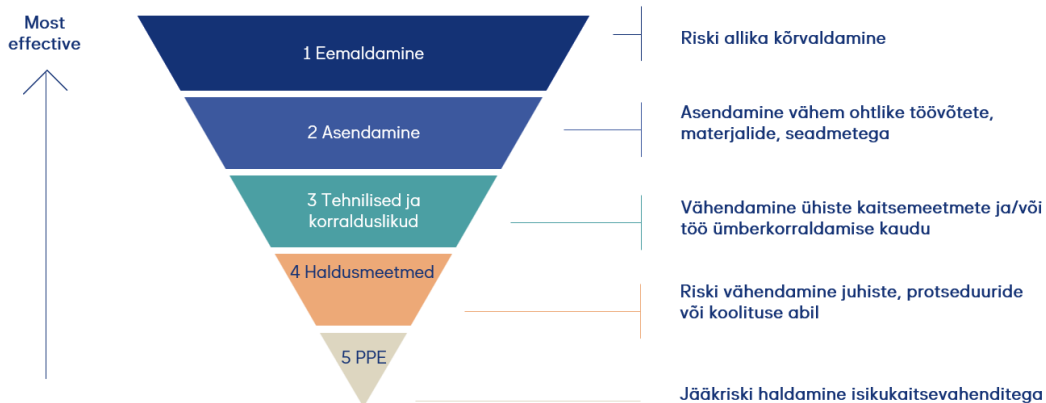 Most
effective
1 Eemaldamine
Riski allika kõrvaldamine
2 Asendamine
Asendamine vähem ohtlike töövõtete,
materjalide, seadmetega
3 Tehnilised ja
korralduslikud
Vähendamine ühiste kaitsemeetmete ja/või
töö ümberkorraldamise kaudu
4 Haldusmeetmed
Riski vähendamine juhiste, protseduuride
või koolituse abil
5 PPE
Jääkriski haldamine isikukaitsevahenditega